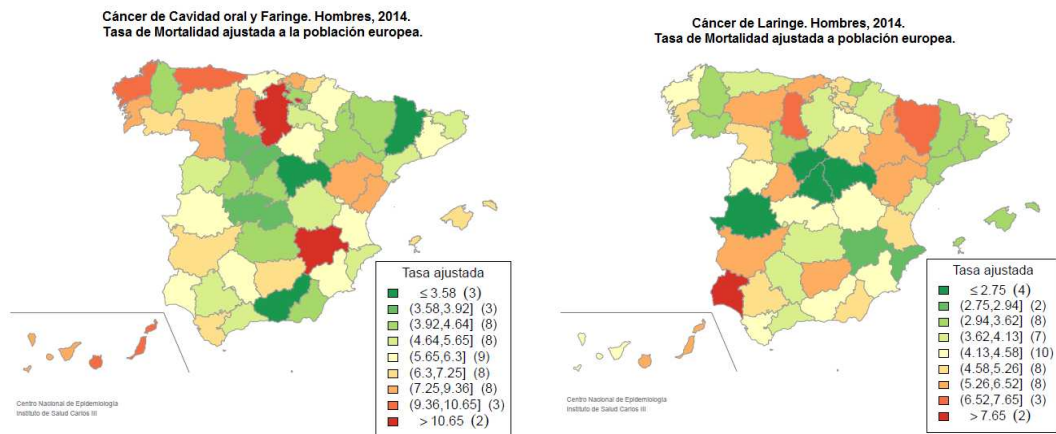 Cáncer de Cavidad oral y Faringe. Hombres, 2014.
Tasa de Mortalidad ajustada a la población europea.
Tasa ajustada
≤ 3.58 (3)
(3.58,3.92] (3)
(3.92,4.64] (8)
(4.64,5.65] (8)
(5.65,6.3] (9)
(6.3,7.25] (8)
(7.25,9.36] (8)
(9.36,10.65] (3)
> 10.65 (2)
Centro Nacional de Epidemiología
Instituto de Salud Carlos III
Cáncer de Laringe. Hombres, 2014.
Tasa de Mortalidad ajustada a población europea.
Tasa ajustada
≤ 2.75 (4)
(2.75,2.94] (2)
(2.94,3.62] (8)
(3.62,4.13] (7)
(4.13,4.58] (10)
(4.58,5.26] (8)
(5.26,6.52] (8)
(6.52,7.65] (3)
> 7.65 (2)
Centro Nacional de Epidemiología
Instituto de Salud Carlos III